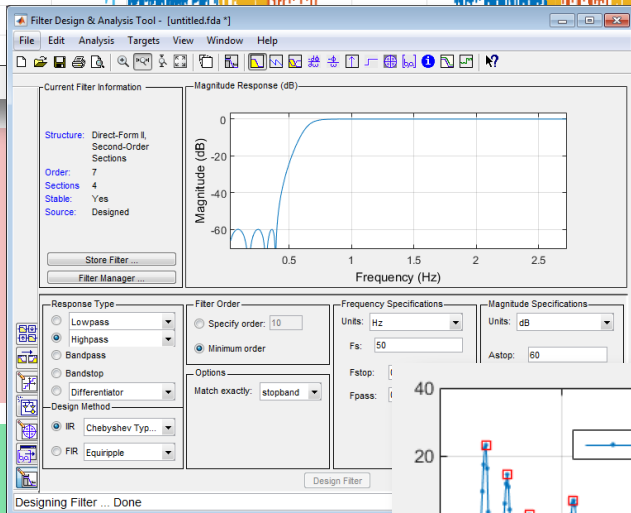 Filter Design & Analysis Tool - [untitled.fda *]
File Edit Analysis Targets View Window Help
Current Filter Information
Structure: Direct-Form II,
Second-Order
Sections
Order: 7
Sections 4
Stable: Yes
Source: Designed
Store Filter ...
Filter Manager ...
Magnitude Response (dB)
Magnitude (dB)
0
-20
-40
-60
0.5 1 1.5 2 2.5
Frequency (Hz)
Response Type
Lowpass
Highpass
Bandpass
Bandstop
Differentiator
Design Method
IIR Chebyshev Typ...
FIR Equiripple
Filter Order
Specify order: 10
Minimum order
Options
Match exactly: stopband
Frequency Specifications
Units: Hz
Fs: 50
Fstop:
Fpass:
Magnitude Specifications
Units: dB
Astop: 60
Design Filter
Designing Filter ... Done
40
20